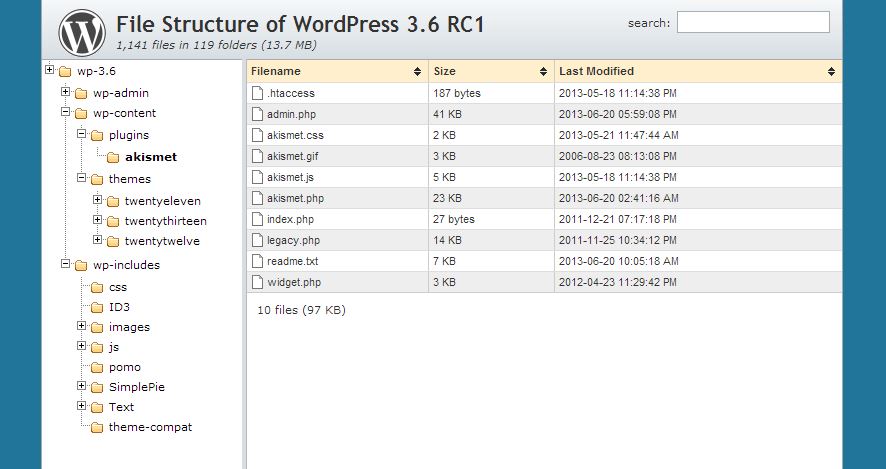 File Structure of WordPress 3.6 RC1
1,141 files in 119 folders (13.7 MB)
search:
wp-3.6
wp-admin
wp-content
plugins
akismet
themes
twentyeleven
twentythirteen
twentytwelve
wp-includes
css
ID3
images
js
pomo
SimplePie
Text
theme-compat
Filename Size Last Modified
.htaccess 187 bytes 2013-05-18 11:14:38 PM
admin.php 41 KB 2013-06-20 05:59:08 PM
akismet.css 2 KB 2013-05-21 11:47:44 AM
akismet.gif 3 KB 2006-08-23 08:13:08 PM
akismet.js 5 KB 2013-05-18 11:14:38 PM
akismet.php 23 KB 2013-06-20 02:41:16 AM
index.php 27 bytes 2011-12-21 07:17:18 PM
legacy.php 14 KB 2011-11-25 10:34:12 PM
readme.txt 7 KB 2013-06-20 10:05:18 AM
widget.php 3 KB 2012-04-23 11:29:42 PM
10 files (97 KB)